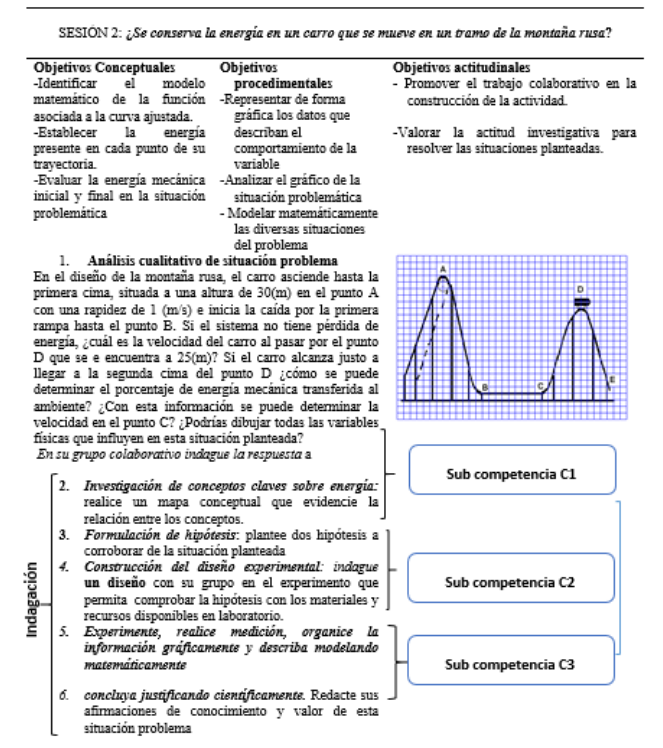 SESIÓN 2: ¿Se conserva la energía en un carro que se mueve en un tramo de la montaña rusa?
Objetivos Conceptuales
-Identificar el modelo
matemático de la función
asociada a la curva ajustada.
-Establecer la energía
presente en cada punto de su
trayectoria.
-Evaluar la energía mecánica
inicial y final en la situación
problemática
Objetivos
procedimentales
-Representar de forma
gráfica los datos que
describan el
comportamiento de la
variable
-Analizar el gráfico de la
situación problemática
- Modelar matemáticamente
las diversas situaciones
del problema
Objetivos actitudinales
- Promover el trabajo colaborativo en la
construcción de la actividad.
-Valorar la actitud investigativa para
resolver las situaciones planteadas.
1. Análisis cualitativo de situación problema
En el diseño de la montaña rusa, el carro asciende hasta la
primera cima, situada a una altura de 30(m) en el punto A
con una rapidez de 1 (m/s) e inicia la caída por la primera
rampa hasta el punto B. Si el sistema no tiene pérdida de
energía, ¿cuál es la velocidad del carro al pasar por el punto
D que se e encuentra a 25(m)? Si el carro alcanza justo a
llegar a la segunda cima del punto D ¿cómo se puede
determinar el porcentaje de energía mecánica transferida al
ambiente? ¿Con esta información se puede determinar la
velocidad en el punto C? ¿Podrías dibujar todas las variables
físicas que influyen en esta situación planteada?
En su grupo colaborativo indague la respuesta a
A
D
B
C
E
2. Investigación de conceptos claves sobre energía:
realice un mapa conceptual que evidencie la
relación entre los conceptos.
3. Formulación de hipótesis: plantee dos hipótesis a
corroborar de la situación planteada
4. Construcción del diseño experimental: indague
un diseño con su grupo en el experimento que
permita comprobar la hipótesis con los materiales y
recursos disponibles en laboratorio.
5. Experimente, realice medición, organice la
información gráficamente y describa modelando
matemáticamente
6. concluya justificando científicamente. Redacte sus
afirmaciones de conocimiento y valor de esta
situación problema
Indagación
Sub competencia C1
Sub competencia C2
Sub competencia C3